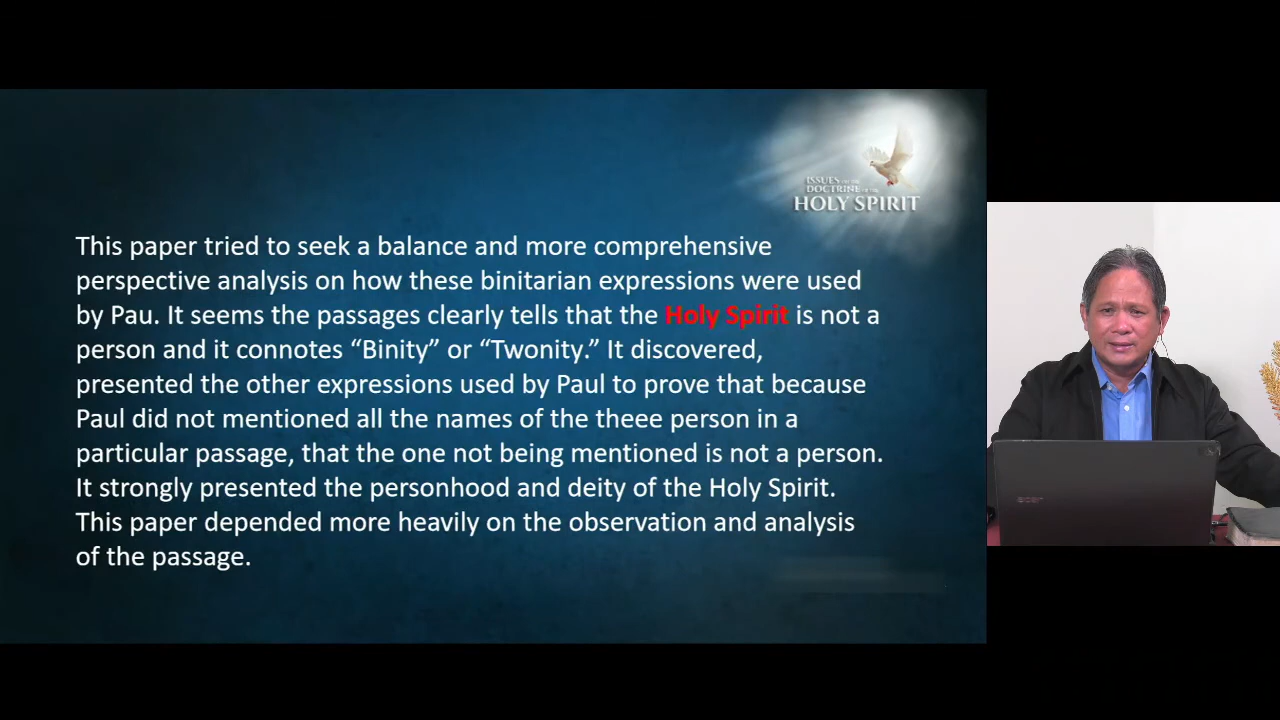 ISSUES ON THE
DOCTRINE OF THE
HOLY SPIRIT
This paper tried to seek a balance and more comprehensive
perspective analysis on how these binitarian expressions were used
by Pau. It seems the passages clearly tells that the Holy Spirit is not a
person and it connotes “Binity” or “Twonity.” It discovered,
presented the other expressions used by Paul to prove that because
Paul did not mentioned all the names of the theee person in a
particular passage, that the one not being mentioned is not a person.
It strongly presented the personhood and deity of the Holy Spirit.
This paper depended more heavily on the observation and analysis
of the passage.
acer